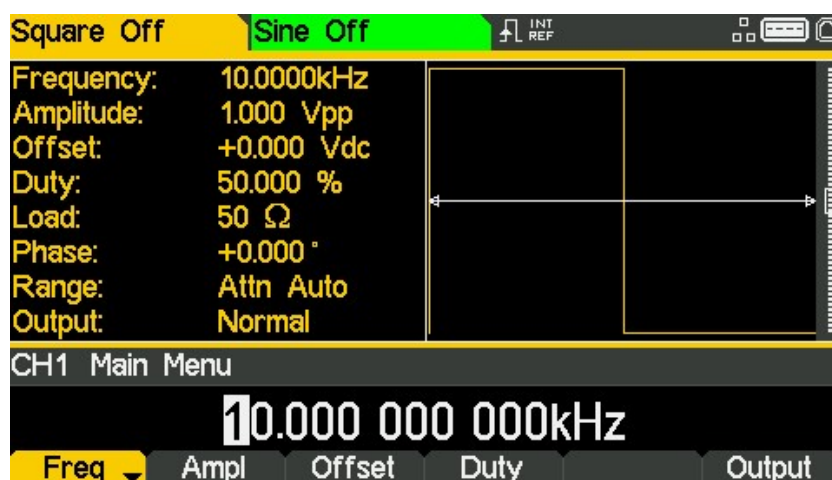 Square Off Sine Off INT REF
Frequency: 10.0000kHz
Amplitude: 1.000 Vpp
Offset: +0.000 Vdc
Duty: 50.000 %
Load: 50 Ω
Phase: +0.000°
Range: Attn Auto
Output: Normal
CH1 Main Menu
10.000 000 000kHz
Freq Ampl Offset Duty Output